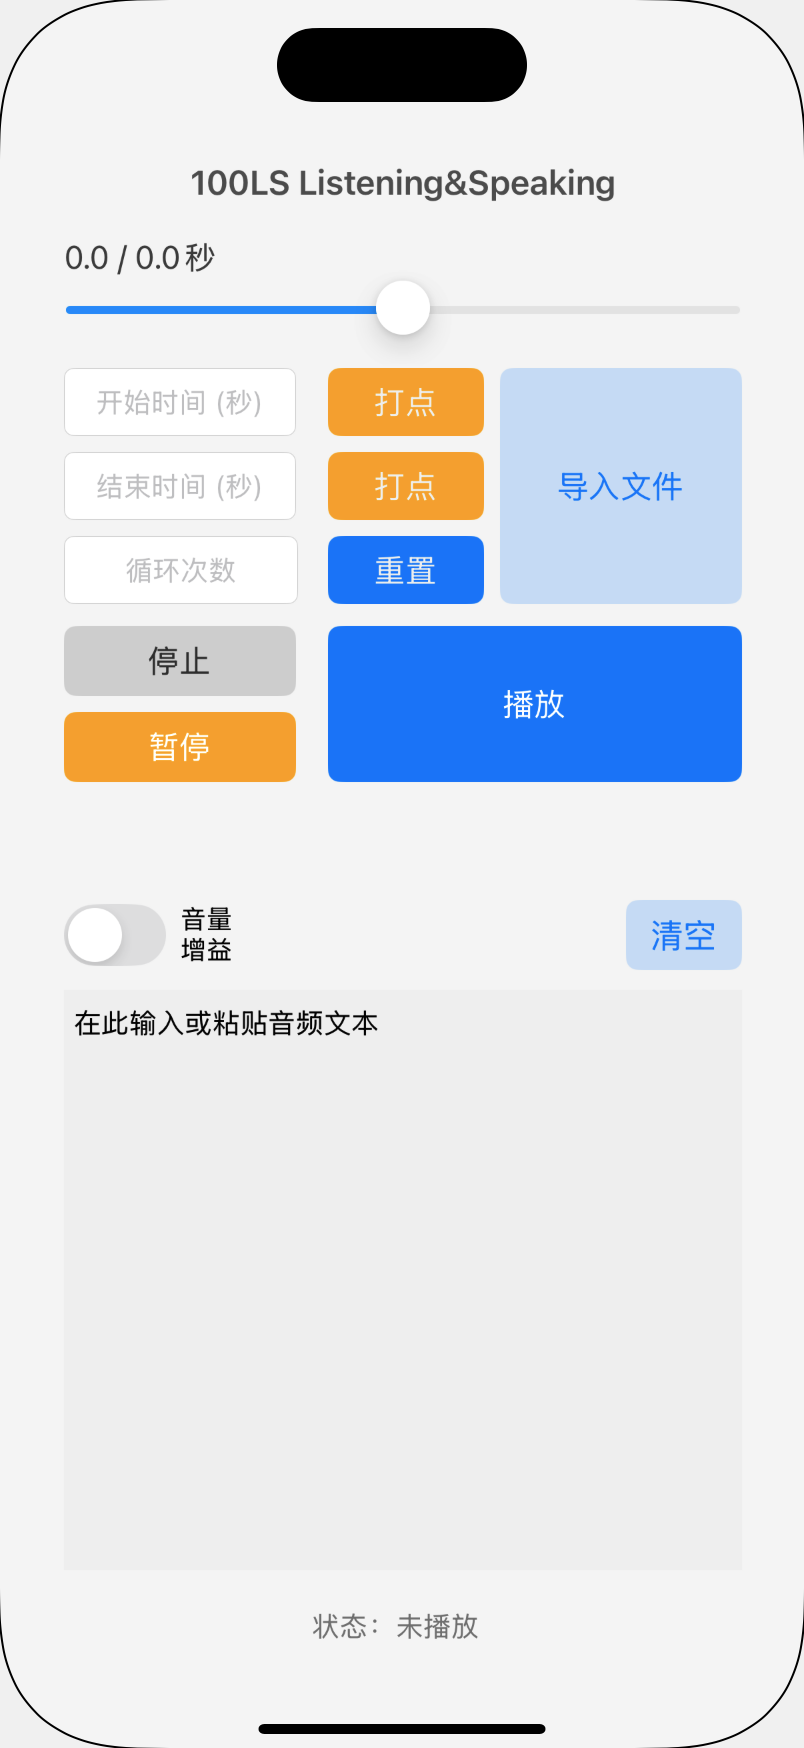 100LS Listening&Speaking
0.0 / 0.0 秒
开始时间 (秒)
打点
导入文件
结束时间 (秒)
打点
循环次数
重置
停止
播放
暂停
音量
增益
清空
在此输入或粘贴音频文本
状态：未播放